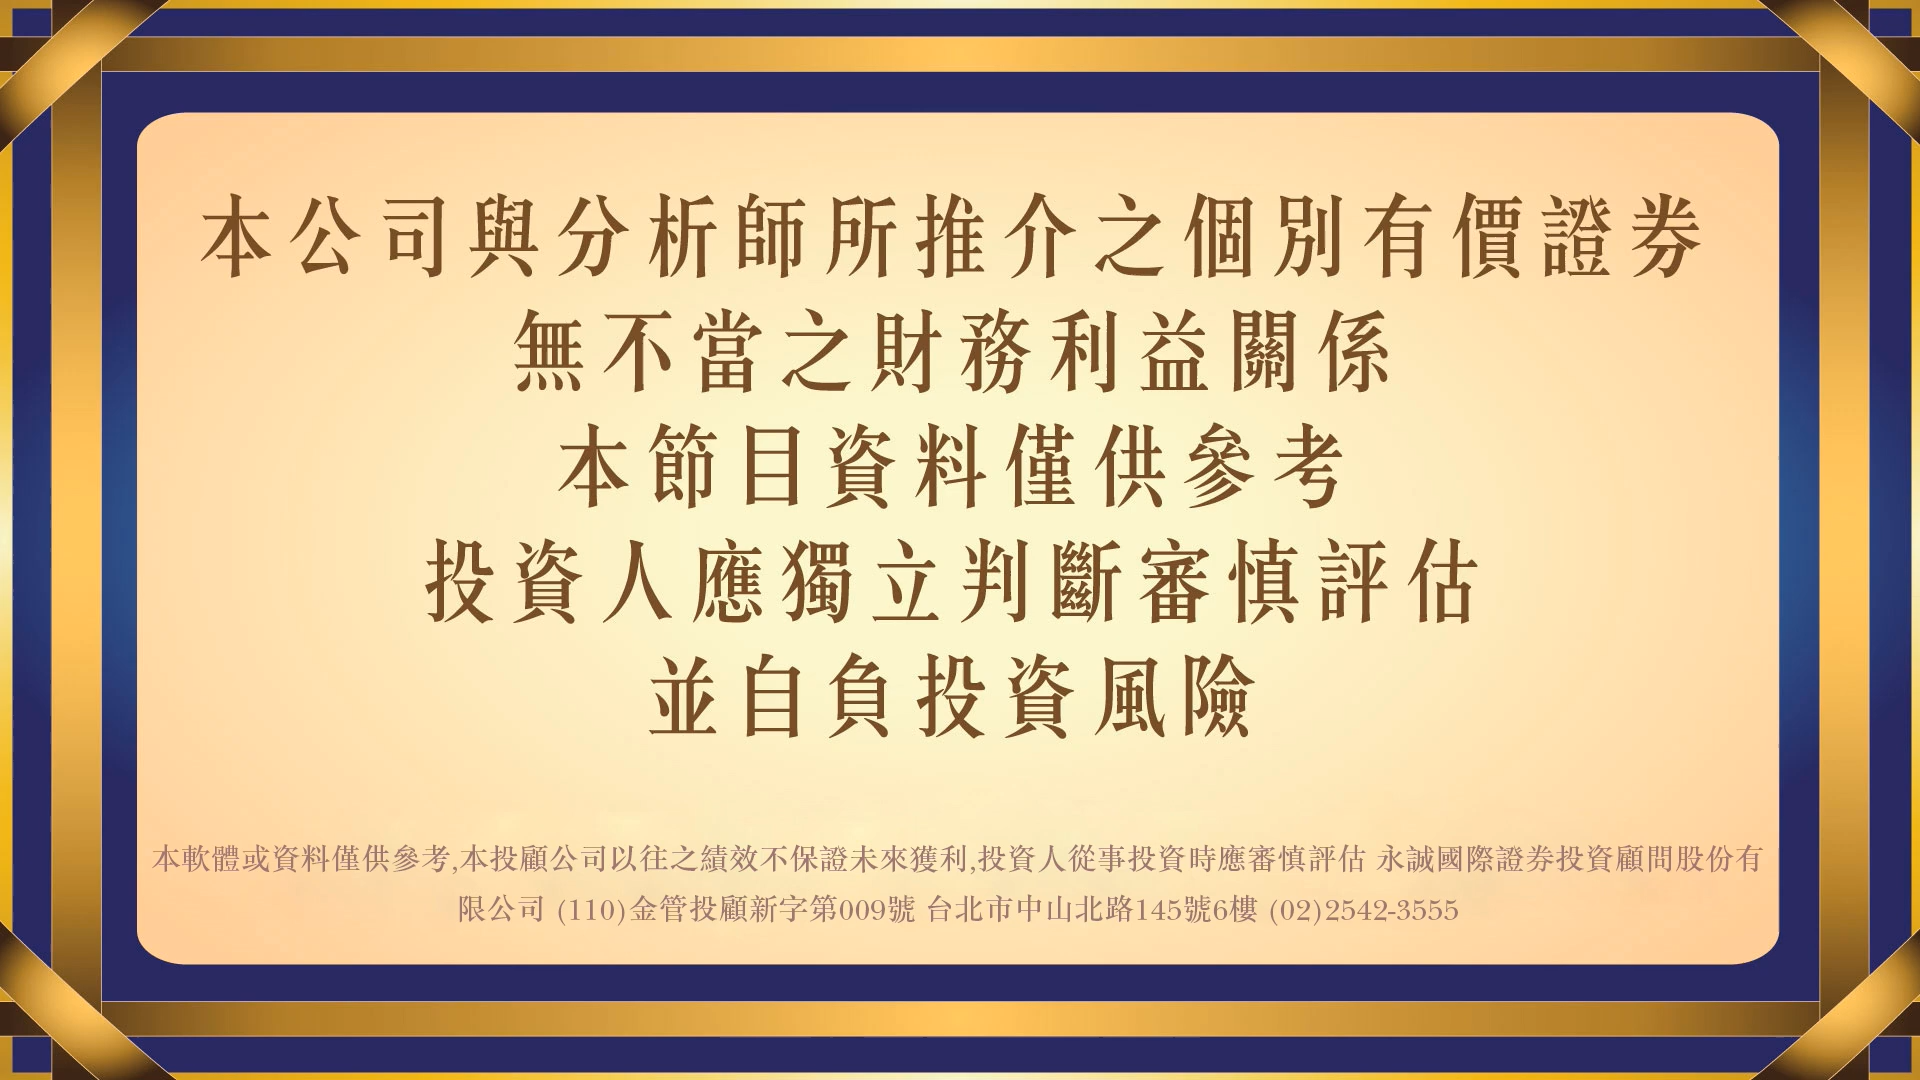 本公司與分析師所推介之個別有價證券
無不當之財務利益關係
本節目資料僅供參考
投資人應獨立判斷審慎評估
並自負投資風險
本軟體或資料僅供參考,本投顧公司以往之績效不保證未來獲利,投資人從事投資時應審慎評估 永誠國際證券投資顧問股份有
限公司 (110)金管投顧新字第009號 台北市中山北路145號6樓 (02)2542-3555